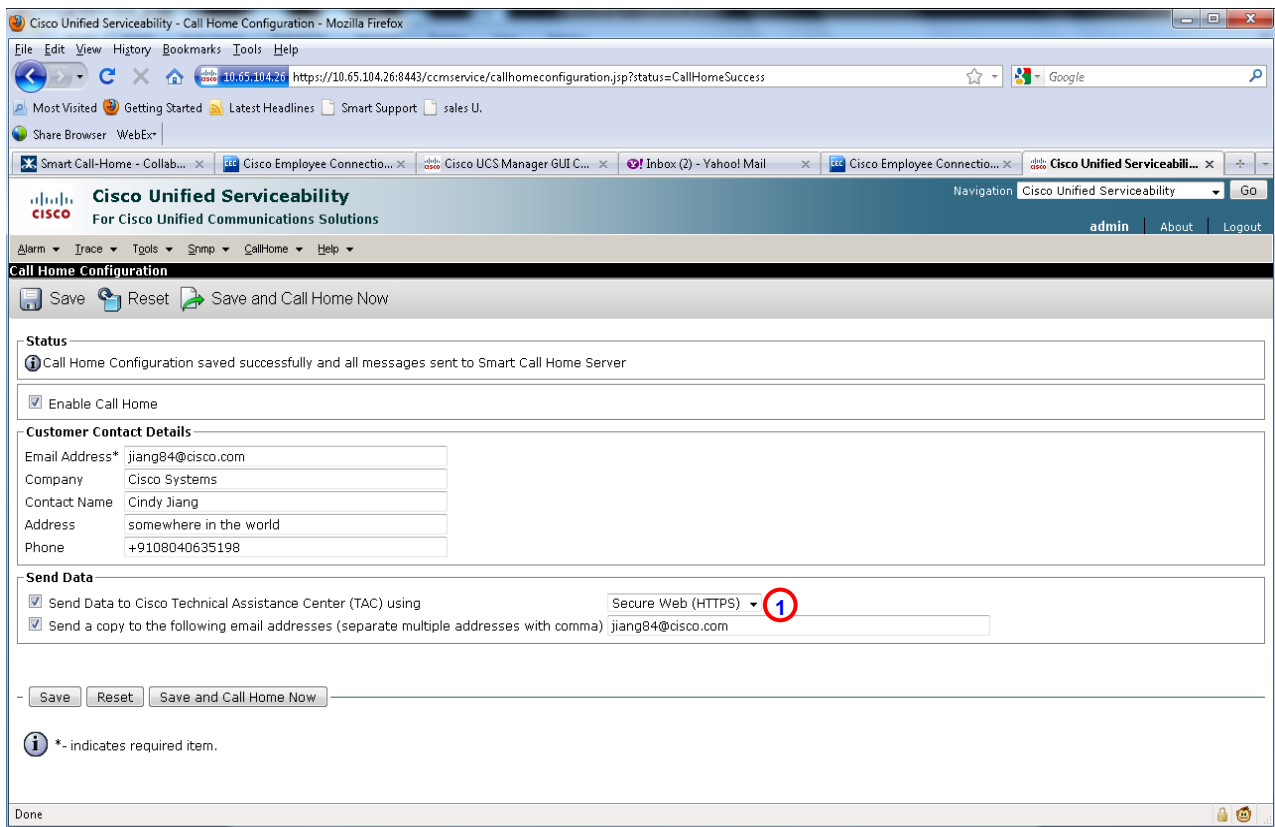 Cisco Unified Serviceability - Call Home Configuration - Mozilla Firefox
File Edit View History Bookmarks Tools Help
10.65.104.26 https://10.65.104.26:8443/ccmservice/callhomeconfiguration.jsp?status=CallHomeSuccess Google
Most Visited Getting Started Latest Headlines Smart Support sales U.
Share Browser WebEx
Smart Call-Home - Collab... Cisco Employee Connectio... Cisco UCS Manager GUI C... Inbox (2) - Yahoo! Mail Cisco Employee Connectio... Cisco Unified Serviceabili...
Cisco Unified Serviceability Navigation Cisco Unified Serviceability Go
CISCO For Cisco Unified Communications Solutions
admin About Logout
Alarm Trace Tools Snmp CallHome Help
Call Home Configuration
Save Reset Save and Call Home Now
Status
Call Home Configuration saved successfully and all messages sent to Smart Call Home Server
Enable Call Home
Customer Contact Details
Email Address* jiang84@cisco.com
Company Cisco Systems
Contact Name Cindy Jiang
Address somewhere in the world
Phone +9108040635198
Send Data
Send Data to Cisco Technical Assistance Center (TAC) using Secure Web (HTTPS) 1
Send a copy to the following email addresses (separate multiple addresses with comma) jiang84@cisco.com
Save Reset Save and Call Home Now
*- indicates required item.
Done